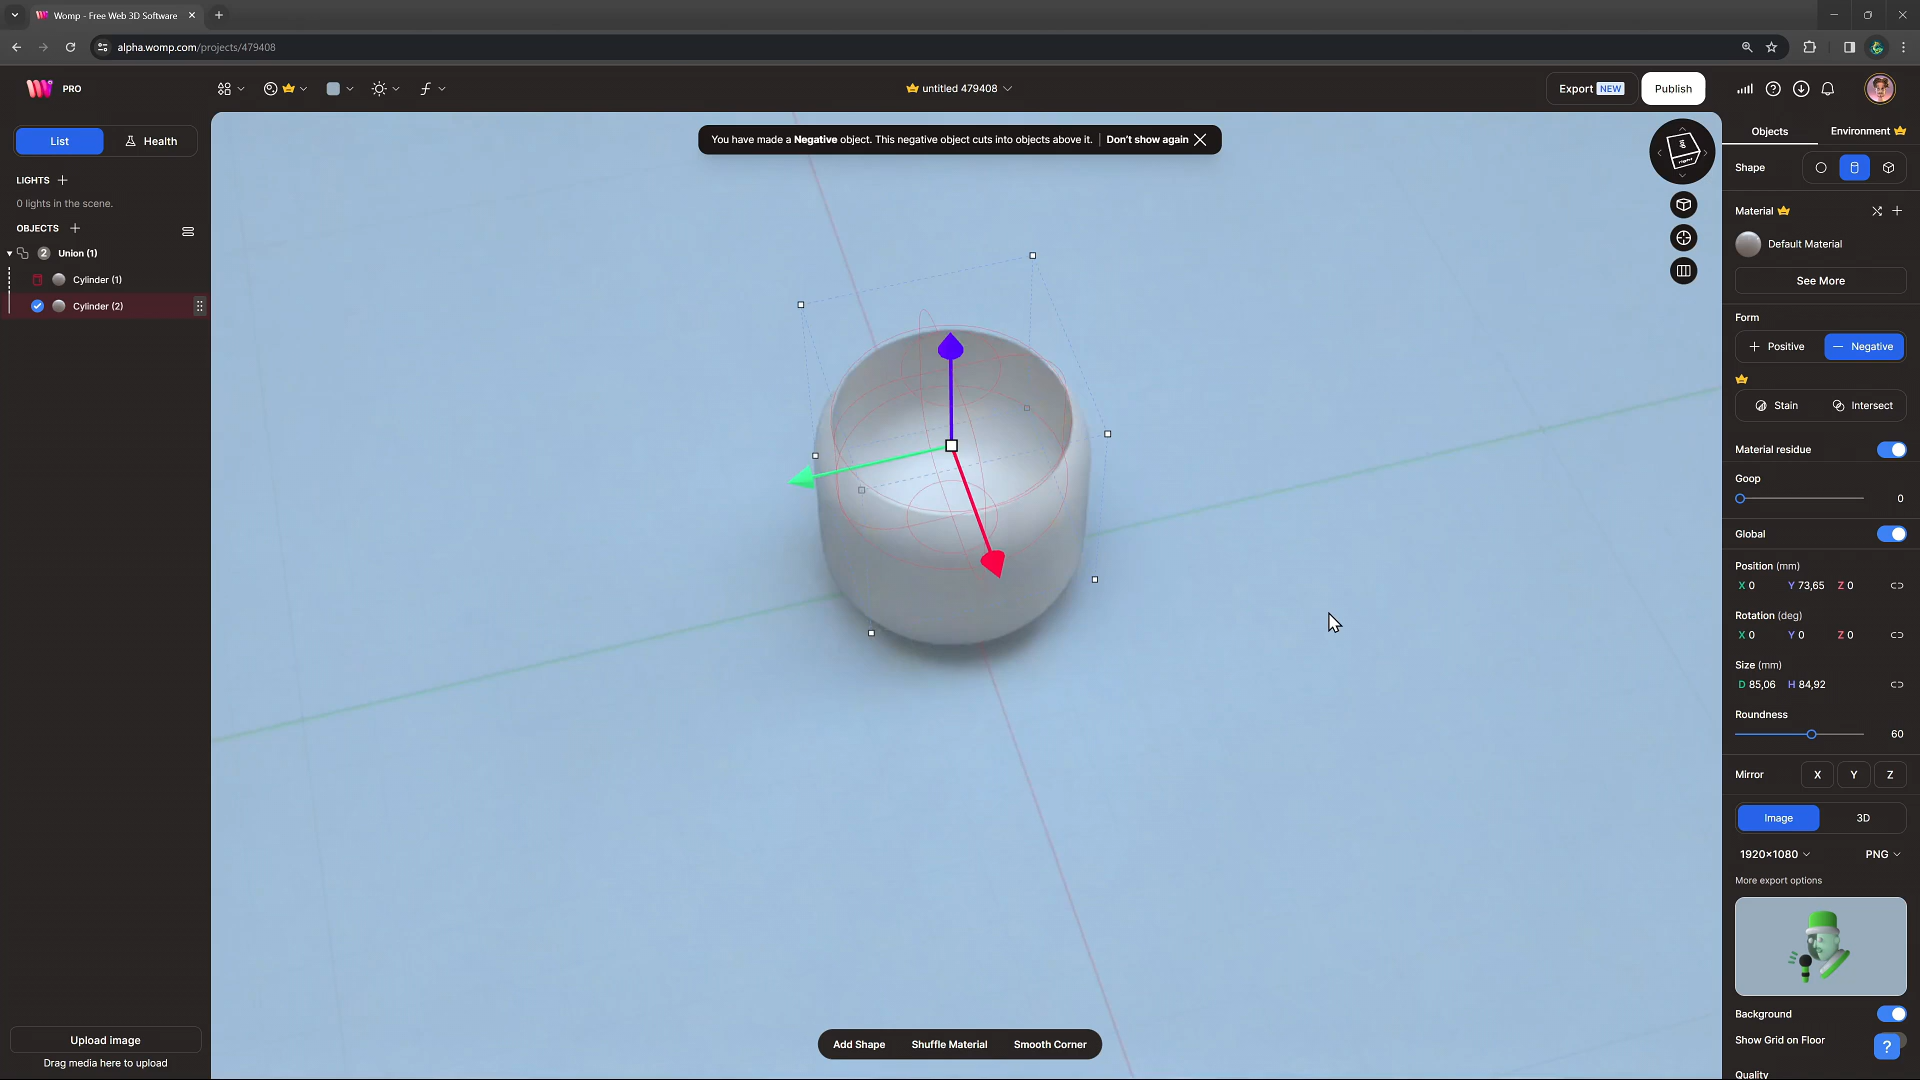 Womp - Free Web 3D Software
alpha.womp.com/projects/479408
PRO
untitled 479408
Export NEW
Publish
List
Health
You have made a Negative object. This negative object cuts into objects above it. | Don't show again
LIGHTS
0 lights in the scene.
OBJECTS
2 Union (1)
Cylinder (1)
Cylinder (2)
Objects
Environment
Shape
Material
Default Material
See More
Form
Positive
Negative
Stain
Intersect
Material residue
Goop
0
Global
Position (mm)
X 0 Y 73,65 Z 0
Rotation (deg)
X 0 Y 0 Z 0
Size (mm)
D 85,06 H 84,92
Roundness
60
Mirror X Y Z
Image
3D
1920×1080
PNG
More export options
Background
Show Grid on Floor
?
Quality
Upload image
Drag media here to upload
Add Shape
Shuffle Material
Smooth Corner